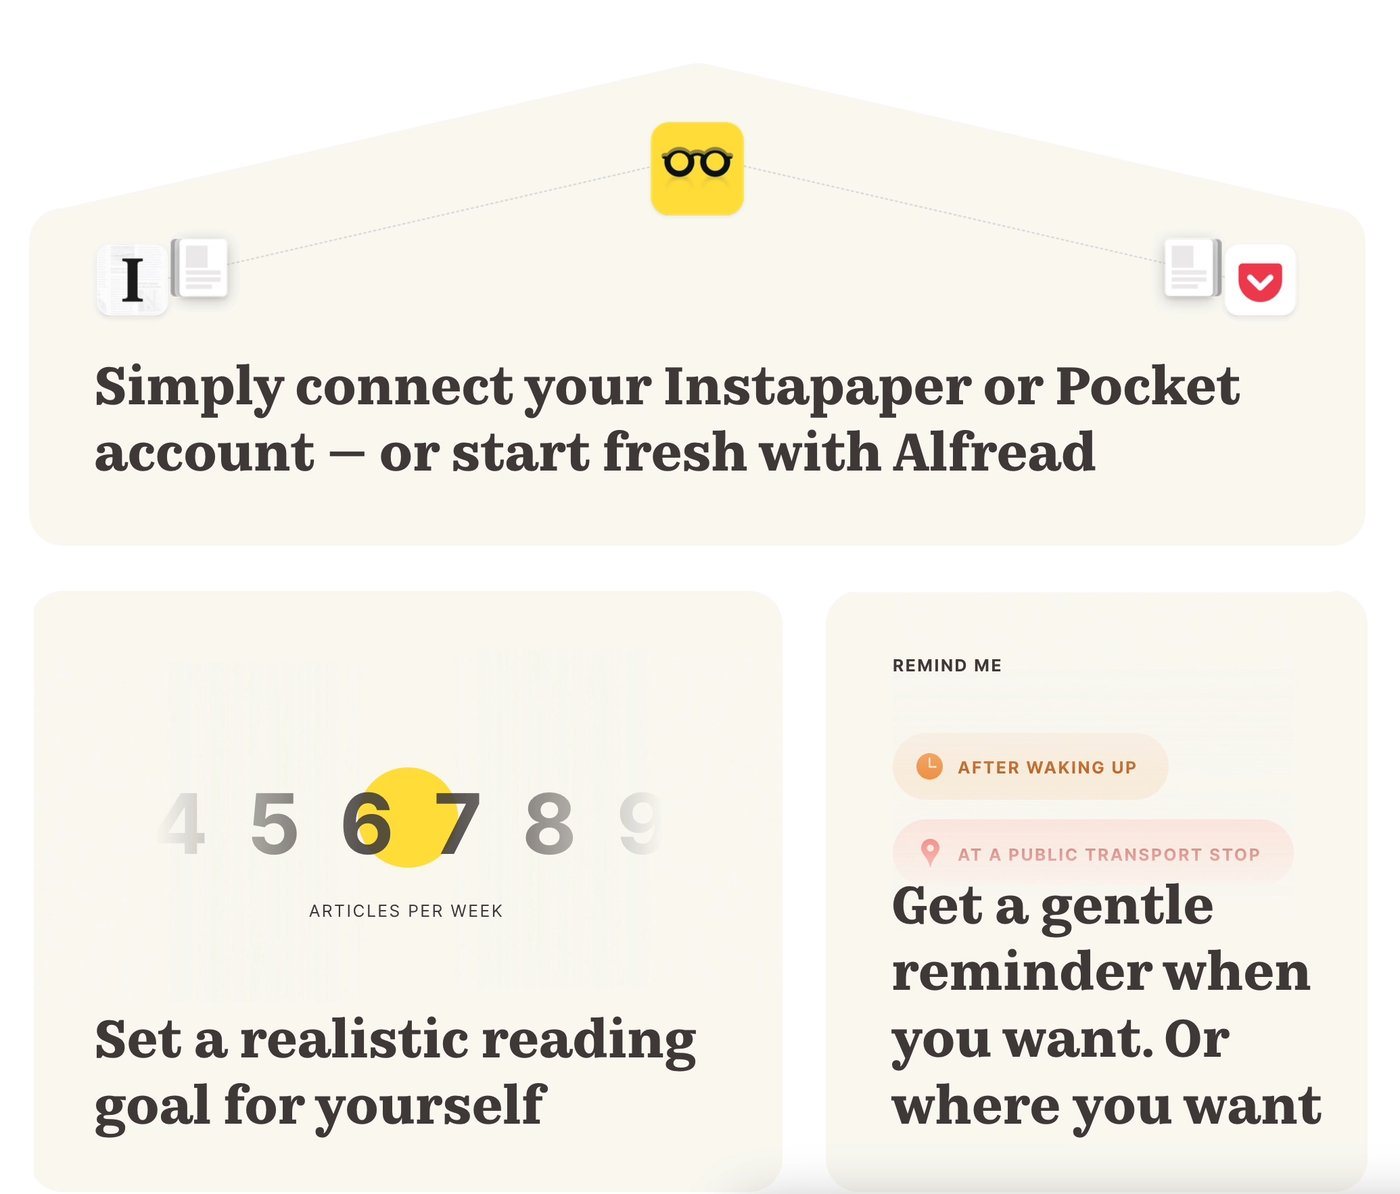 I
Simply connect your Instapaper or Pocket
account — or start fresh with Alfread
4 5 6 7 8 9
ARTICLES PER WEEK
Set a realistic reading
goal for yourself
REMIND ME
AFTER WAKING UP
AT A PUBLIC TRANSPORT STOP
Get a gentle
reminder when
you want. Or
where you want